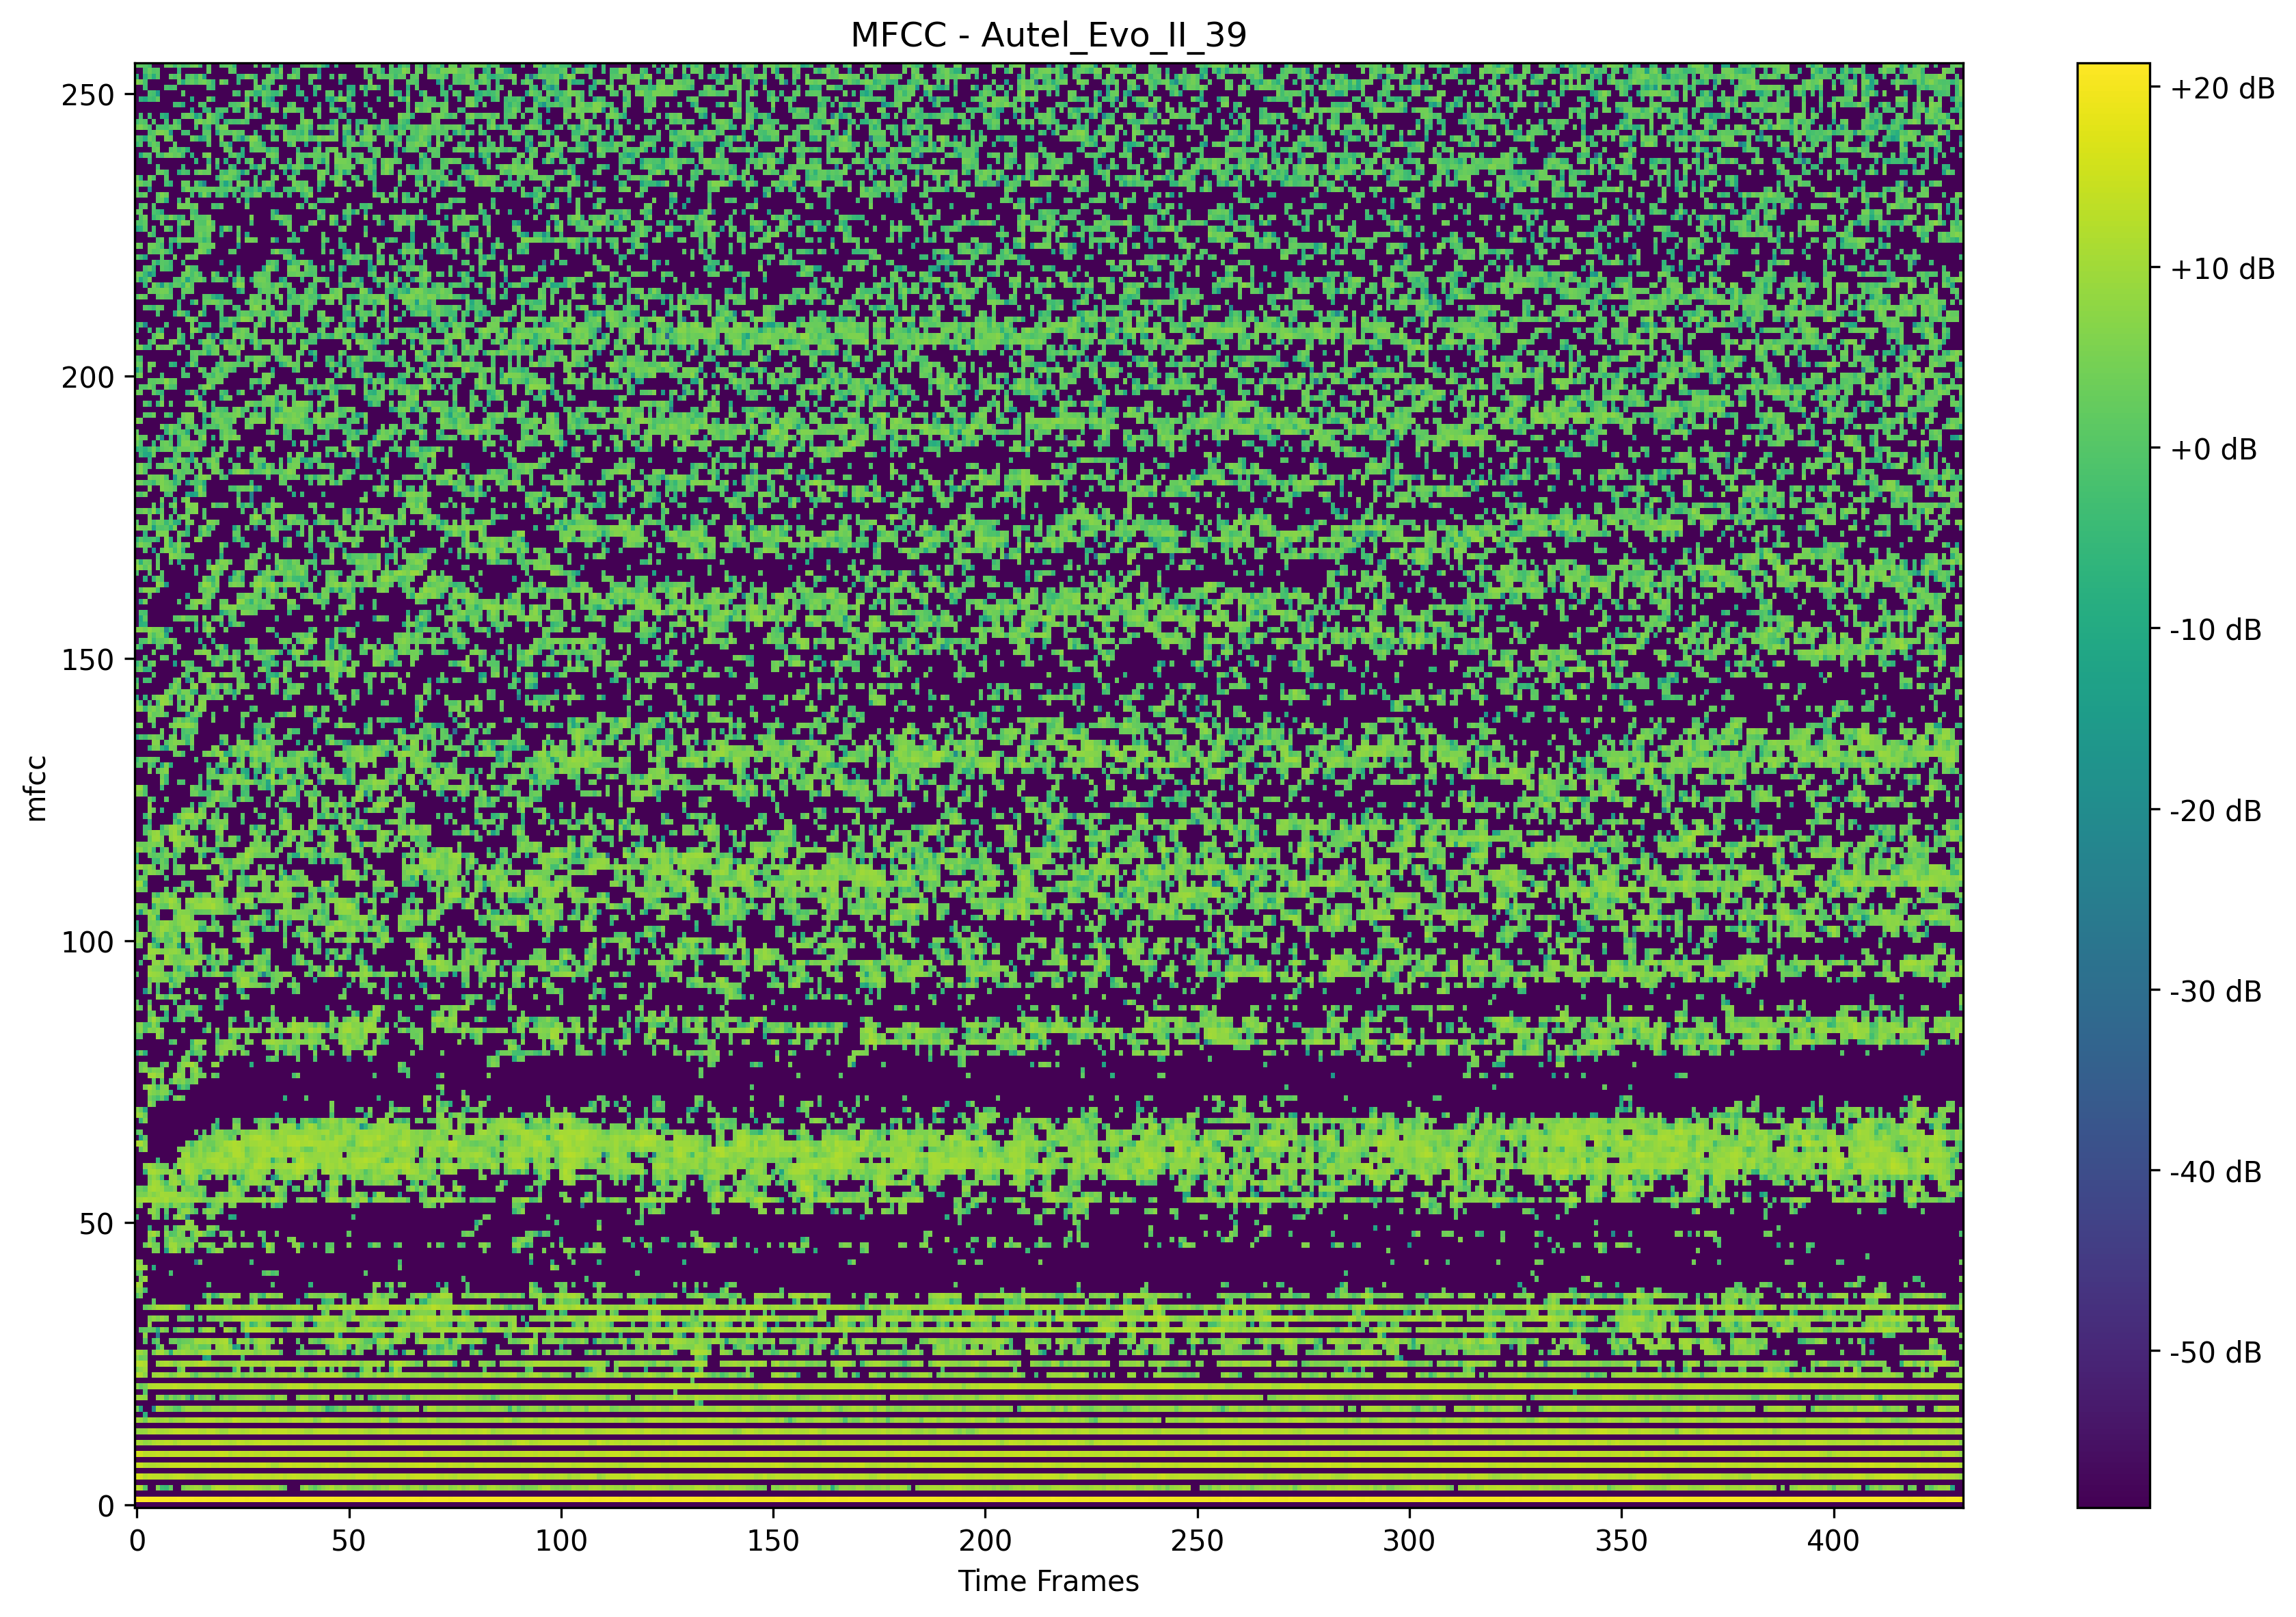 MFCC - Autel_Evo_II_39
250
200
150
100
50
0
mfcc
0 50 100 150 200 250 300 350 400
Time Frames
+20 dB
+10 dB
+0 dB
-10 dB
-20 dB
-30 dB
-40 dB
-50 dB